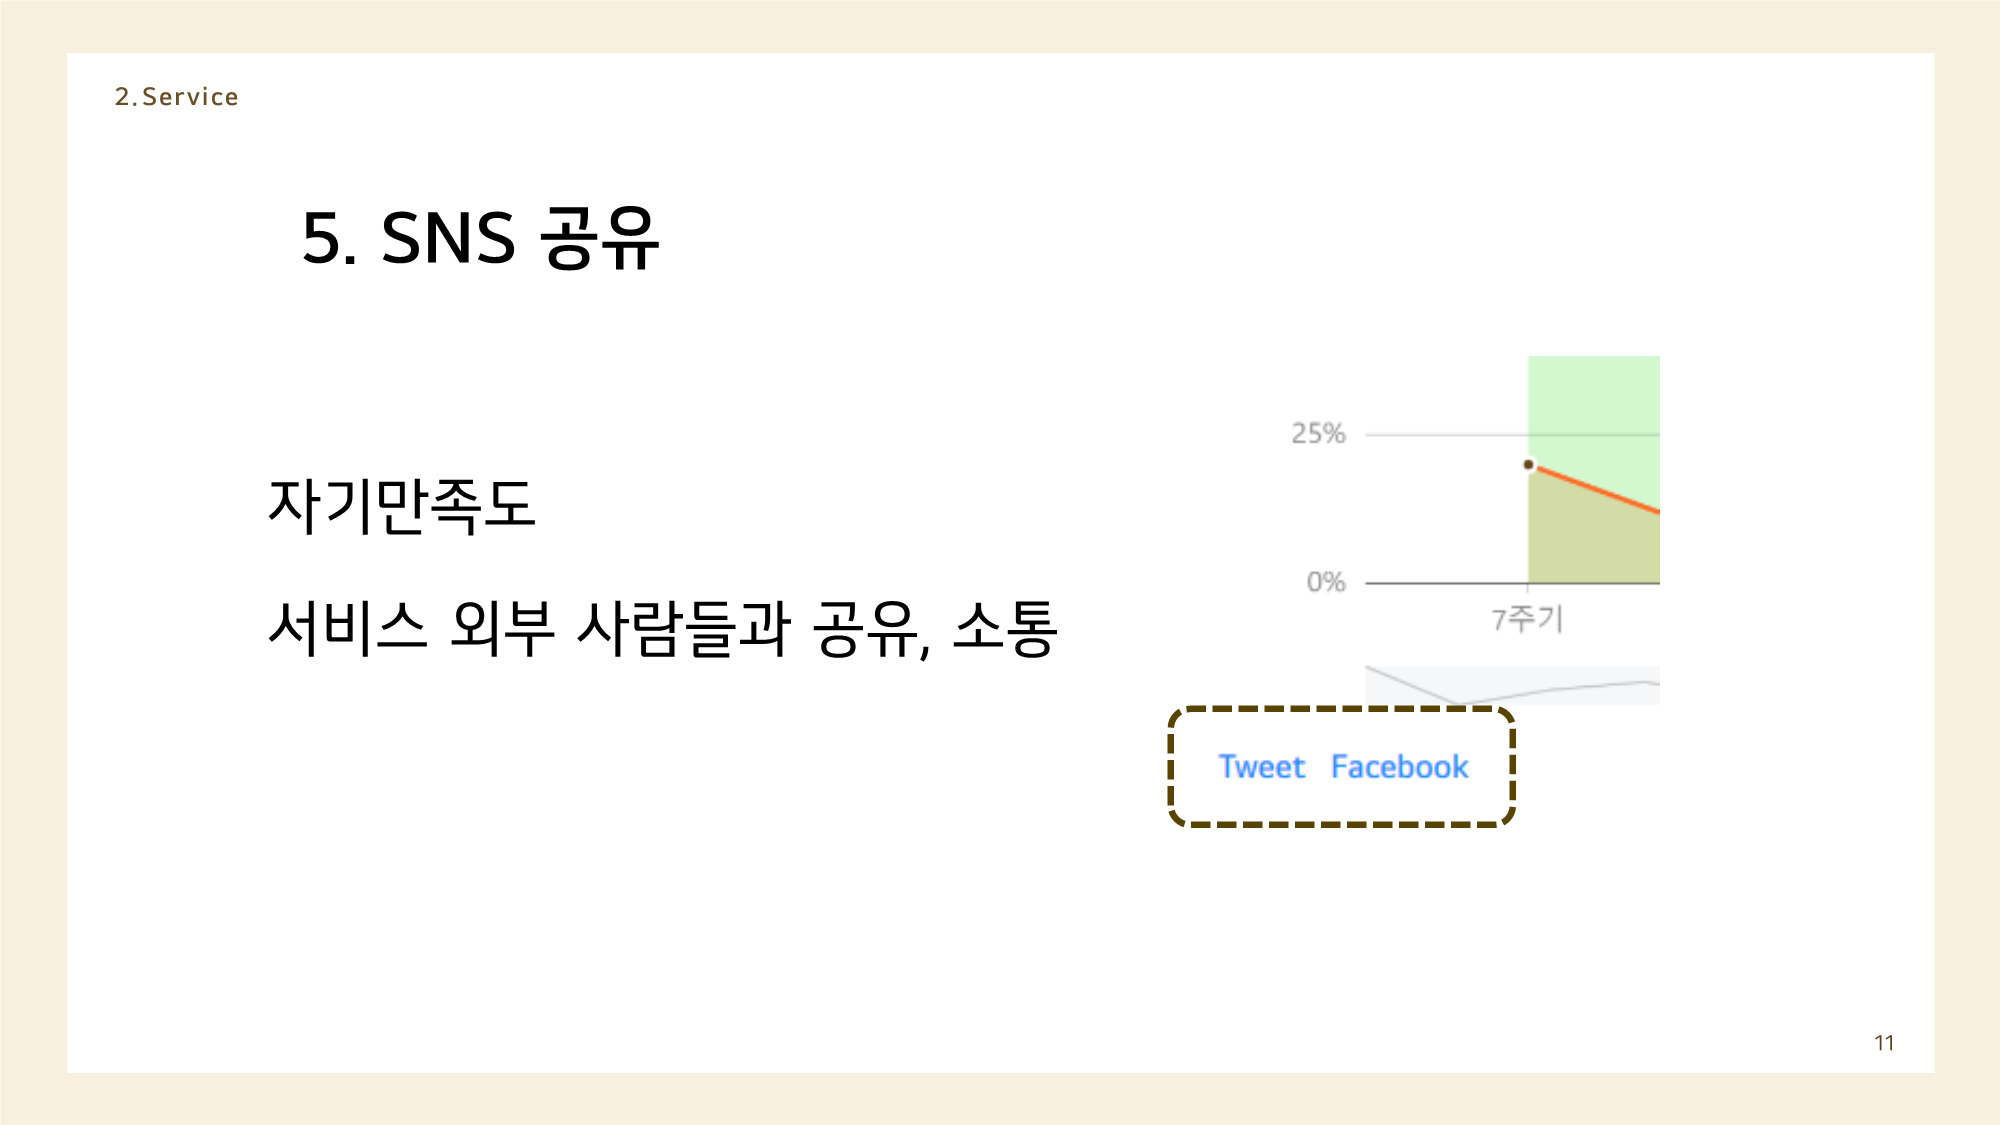 2.Service
5. SNS 공유
자기만족도
서비스 외부 사람들과 공유, 소통
25%
0%
7주기
Tweet Facebook
11